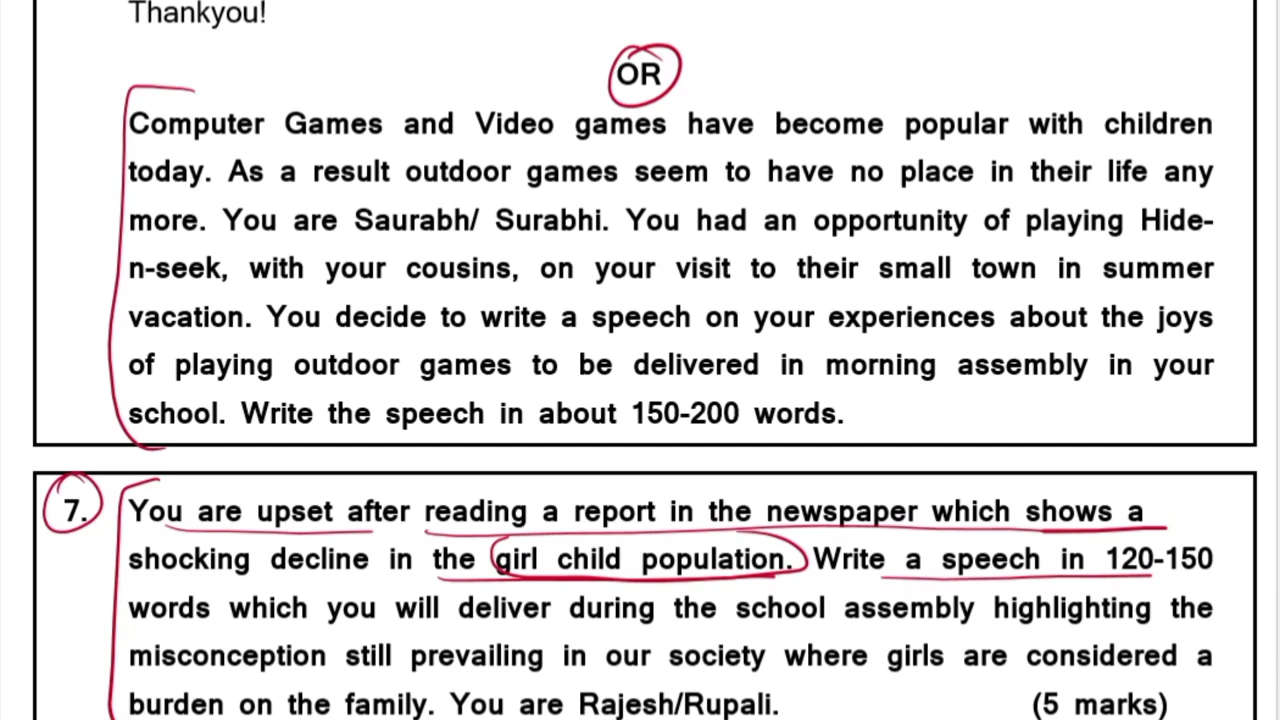 Thankyou!
OR
Computer Games and Video games have become popular with children
today. As a result outdoor games seem to have no place in their life any
more. You are Saurabh/ Surabhi. You had an opportunity of playing Hide-
n-seek, with your cousins, on your visit to their small town in summer
vacation. You decide to write a speech on your experiences about the joys
of playing outdoor games to be delivered in morning assembly in your
school. Write the speech in about 150-200 words.
7. You are upset after reading a report in the newspaper which shows a
shocking decline in the girl child population. Write a speech in 120-150
words which you will deliver during the school assembly highlighting the
misconception still prevailing in our society where girls are considered a
burden on the family. You are Rajesh/Rupali. (5 marks)